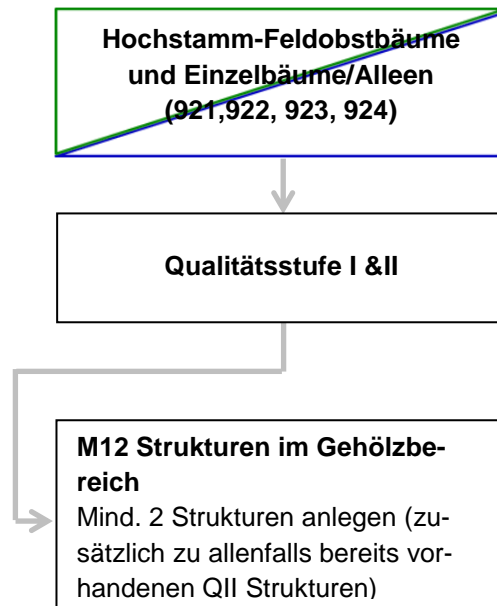 Hochstamm-Feldobstbäume
und Einzelbäume/Alleen
(921,922, 923, 924)
Qualitätsstufe I &II
M12 Strukturen im Gehölzbe-
reich
Mind. 2 Strukturen anlegen (zu-
sätzlich zu allenfalls bereits vor-
handenen QII Strukturen)